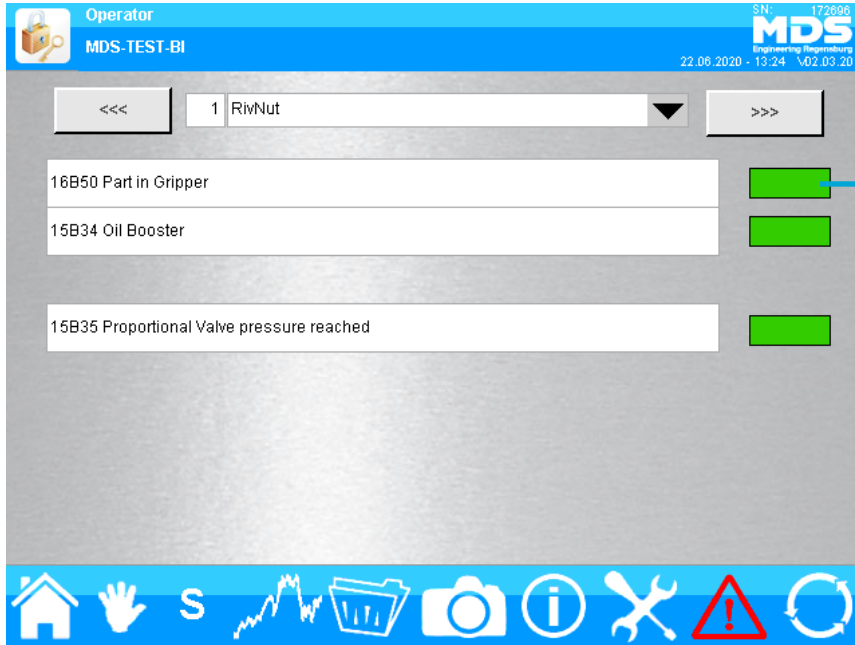 Operator
SN: 172696
MDS-TEST-BI
MDS
Engineering Regensburg
22.06.2020 - 13:24 V02.03.20
<<<
1 RivNut
>>>
16B50 Part in Gripper
15B34 Oil Booster
15B35 Proportional Valve pressure reached
S